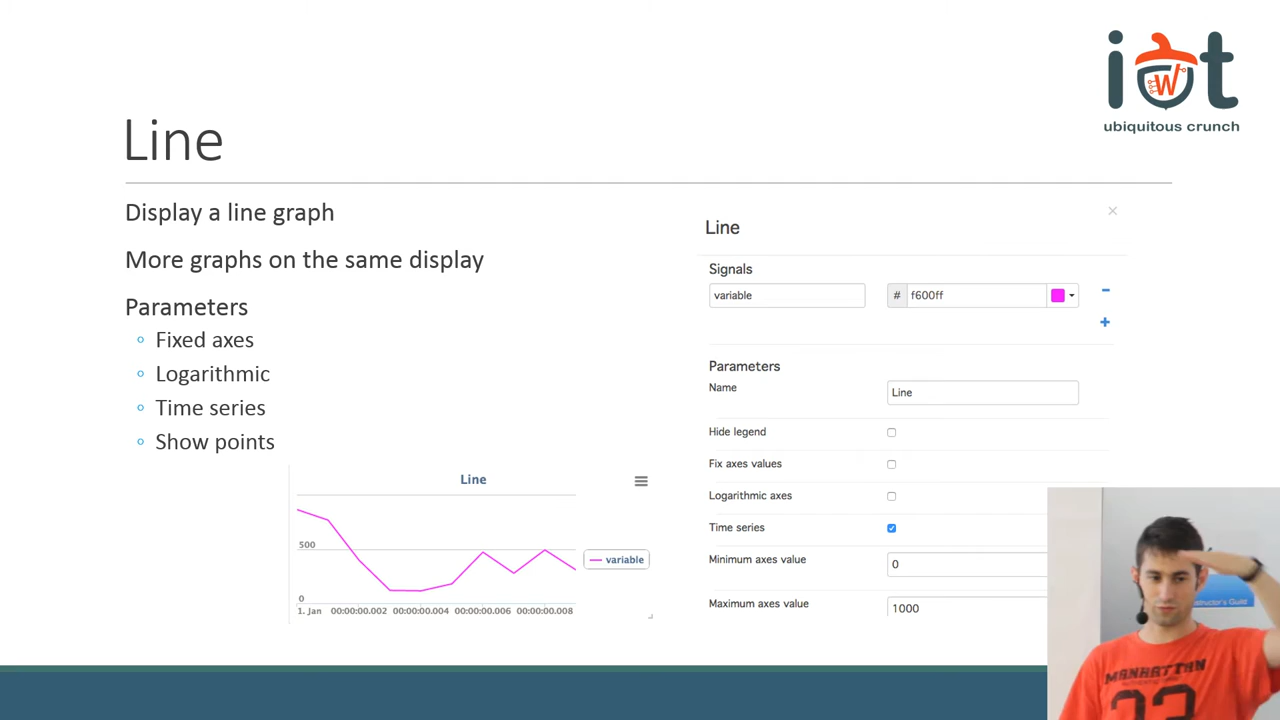 iot
W
ubiquitous crunch
Line
Display a line graph
More graphs on the same display
Parameters
Fixed axes
Logarithmic
Time series
Show points
Line
500
0
1. Jan 00:00:00.002 00:00:00.004 00:00:00.006 00:00:00.008
variable
×
Line
Signals
variable # f600ff
Parameters
Name Line
Hide legend
Fix axes values
Logarithmic axes
Time series
Minimum axes value 0
Maximum axes value 1000
structor's Guide
MANHATTAN